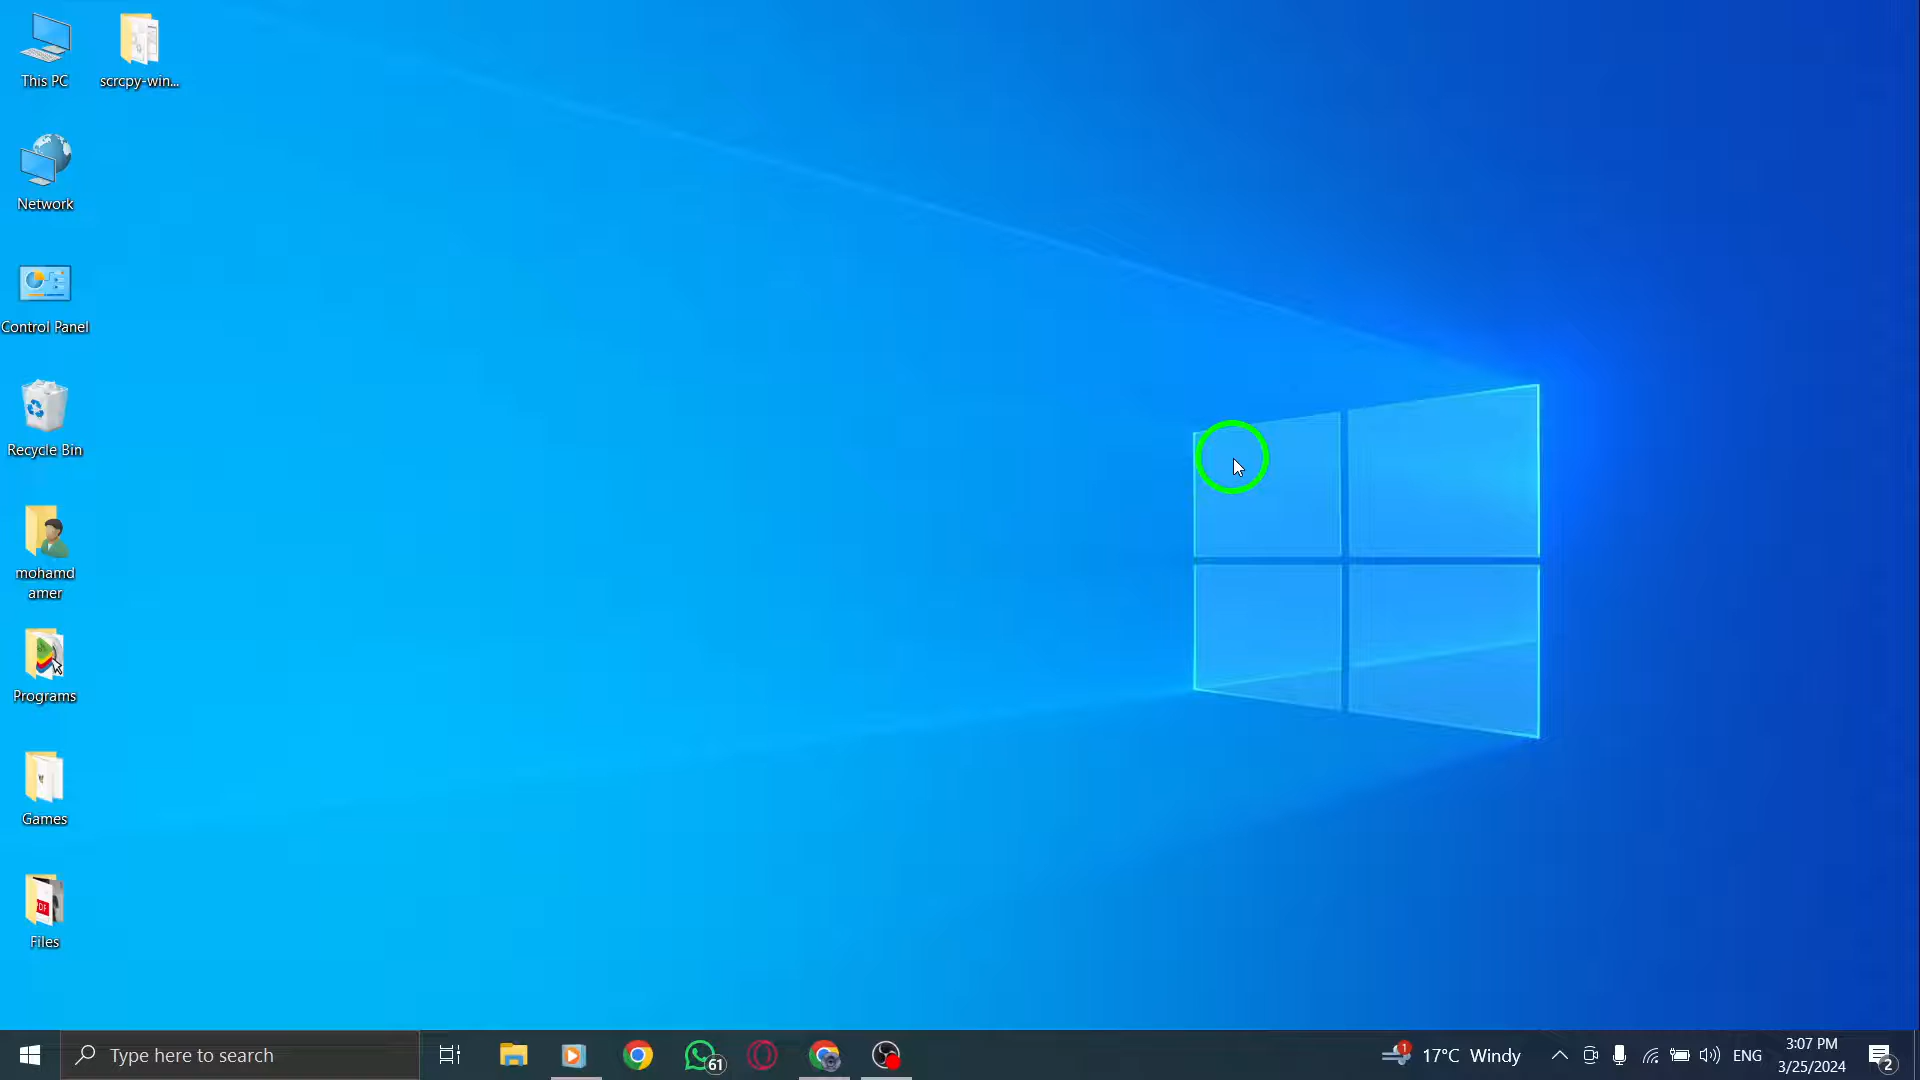 This PC
scrcpy-win...
Network
Control Panel
Recycle Bin
mohamd
amer
Programs
Games
PDF
Files
Type here to search
61
1
17°C Windy
ENG
3:07 PM
3/25/2024
2